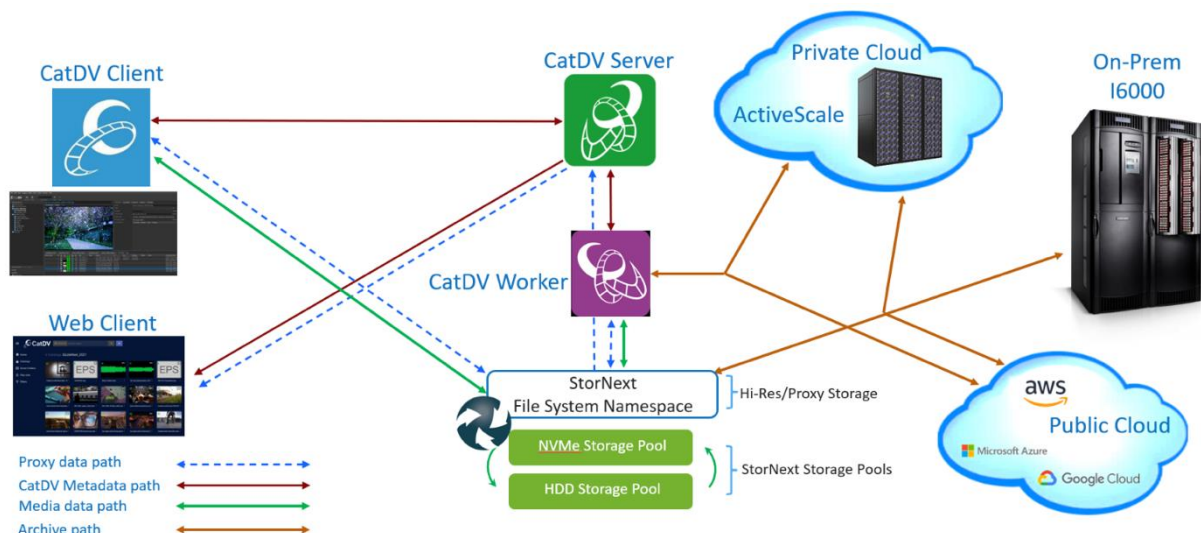 CatDV Client
CatDV Server
Private Cloud
ActiveScale
On-Prem
I6000
CatDV Worker
Web Client
CatDV
EPS
EPS
StorNext
File System Namespace
Hi-Res/Proxy Storage
NVMe Storage Pool
HDD Storage Pool
StorNext Storage Pools
aws
Public Cloud
Microsoft Azure
Google Cloud
Proxy data path
CatDV Metadata path
Media data path
Archive path